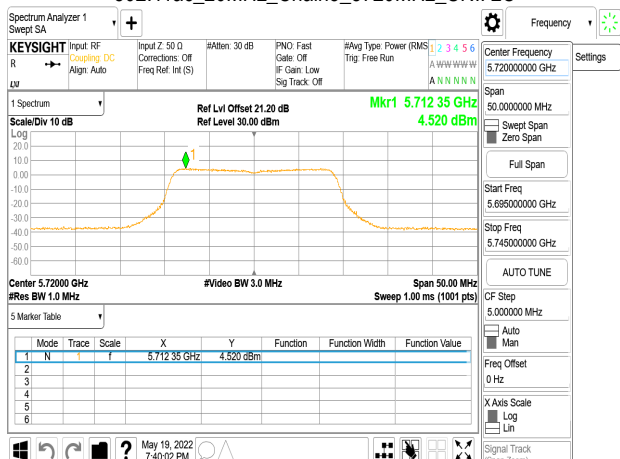 Spectrum Analyzer 1
Swept SA
Frequency
KEYSIGHT
R
Input: RF
Coupling: DC
Align: Auto
Input Z: 50 Ω
Corrections: Off
Freq Ref: Int (S)
#Atten: 30 dB
PNO: Fast
Gate: Off
IF Gain: Low
Sig Track: Off
#Avg Type: Power (RMS
Trig: Free Run
1 2 3 4 5 6
A W W W W W
A N N N N N
Center Frequency
5.720000000 GHz
Settings
Span
50.0000000 MHz
Swept Span
Zero Span
Full Span
Start Freq
5.695000000 GHz
Stop Freq
5.745000000 GHz
AUTO TUNE
CF Step
5.000000 MHz
Auto
Man
Freq Offset
0 Hz
X Axis Scale
Log
Lin
Signal Track
1 Spectrum
Scale/Div 10 dB
Ref Lvl Offset 21.20 dB
Ref Level 30.00 dBm
Mkr1 5.712 35 GHz
4.520 dBm
Log
20.0
10.0
0.00
-10.0
-20.0
-30.0
-40.0
-50.0
-60.0
1
Center 5.72000 GHz
#Res BW 1.0 MHz
#Video BW 3.0 MHz
Span 50.00 MHz
Sweep 1.00 ms (1001 pts)
5 Marker Table
Mode Trace Scale X Y Function Function Width Function Value
1 N 1 f 5.712 35 GHz 4.520 dBm
2
3
4
5
6
May 19, 2022
7:40:02 PM